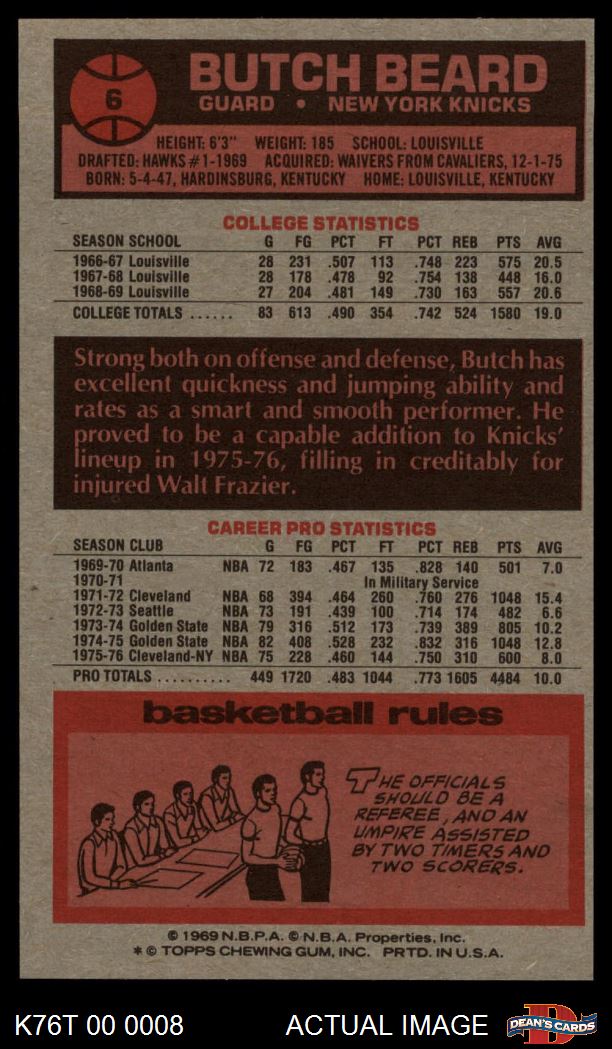 6
BUTCH BEARD
GUARD • NEW YORK KNICKS
HEIGHT: 6'3" WEIGHT: 185 SCHOOL: LOUISVILLE
DRAFTED: HAWKS #1-1969 ACQUIRED: WAIVERS FROM CAVALIERS, 12-1-75
BORN: 5-4-47, HARDINSBURG, KENTUCKY HOME: LOUISVILLE, KENTUCKY
COLLEGE STATISTICS
SEASON SCHOOL G FG PCT FT PCT REB PTS AVG
1966-67 Louisville 28 231 .507 113 .748 223 575 20.5
1967-68 Louisville 28 178 .478 92 .754 138 448 16.0
1968-69 Louisville 27 204 .481 149 .730 163 557 20.6
COLLEGE TOTALS ...... 83 613 .490 354 .742 524 1580 19.0
Strong both on offense and defense, Butch has
excellent quickness and jumping ability and
rates as a smart and smooth performer. He
proved to be a capable addition to Knicks'
lineup in 1975-76, filling in creditably for
injured Walt Frazier.
CAREER PRO STATISTICS
SEASON CLUB G FG PCT FT PCT REB PTS AVG
1969-70 Atlanta NBA 72 183 .467 135 .828 140 501 7.0
1970-71 In Military Service
1971-72 Cleveland NBA 68 394 .464 260 .760 276 1048 15.4
1972-73 Seattle NBA 73 191 .439 100 .714 174 482 6.6
1973-74 Golden State NBA 79 316 .512 173 .739 389 805 10.2
1974-75 Golden State NBA 82 408 .528 232 .832 316 1048 12.8
1975-76 Cleveland-NY NBA 75 228 .460 144 .750 310 600 8.0
PRO TOTALS .......... 449 1720 .483 1044 .773 1605 4484 10.0
basketball rules
THE OFFICIALS
SHOULD BE A
REFEREE, AND AN
UMPIRE ASSISTED
BY TWO TIMERS AND
TWO SCORERS.
© 1969 N.B.P.A. © N.B.A. Properties, Inc.
* © TOPPS CHEWING GUM, INC. PRTD. IN U.S.A.
K76T 00 0008 ACTUAL IMAGE
D
DEAN'S CARDS